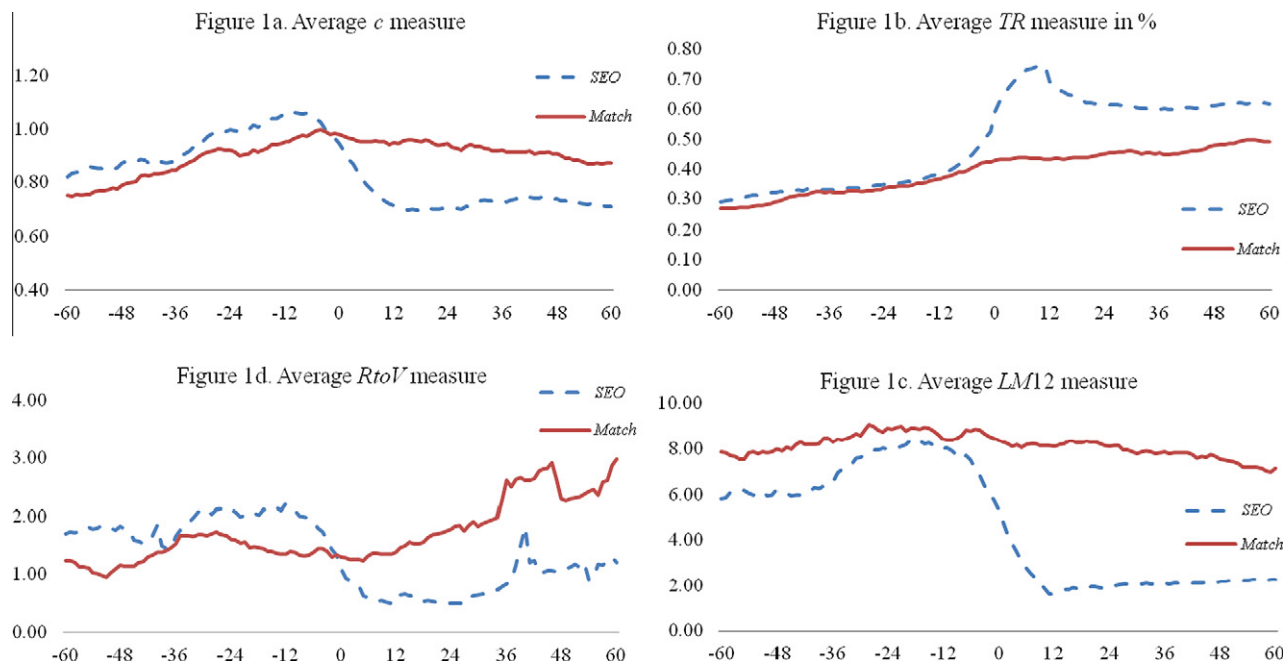 Figure 1a. Average c measure
1.20
1.00
0.80
0.60
0.40
-60 -48 -36 -24 -12 0 12 24 36 48 60
SEO
Match
Figure 1b. Average TR measure in %
0.80
0.70
0.60
0.50
0.40
0.30
0.20
0.10
0.00
-60 -48 -36 -24 -12 0 12 24 36 48 60
SEO
Match
Figure 1d. Average RtoV measure
4.00
3.00
2.00
1.00
0.00
-60 -48 -36 -24 -12 0 12 24 36 48 60
SEO
Match
Figure 1c. Average LM12 measure
10.00
8.00
6.00
4.00
2.00
0.00
-60 -48 -36 -24 -12 0 12 24 36 48 60
SEO
Match